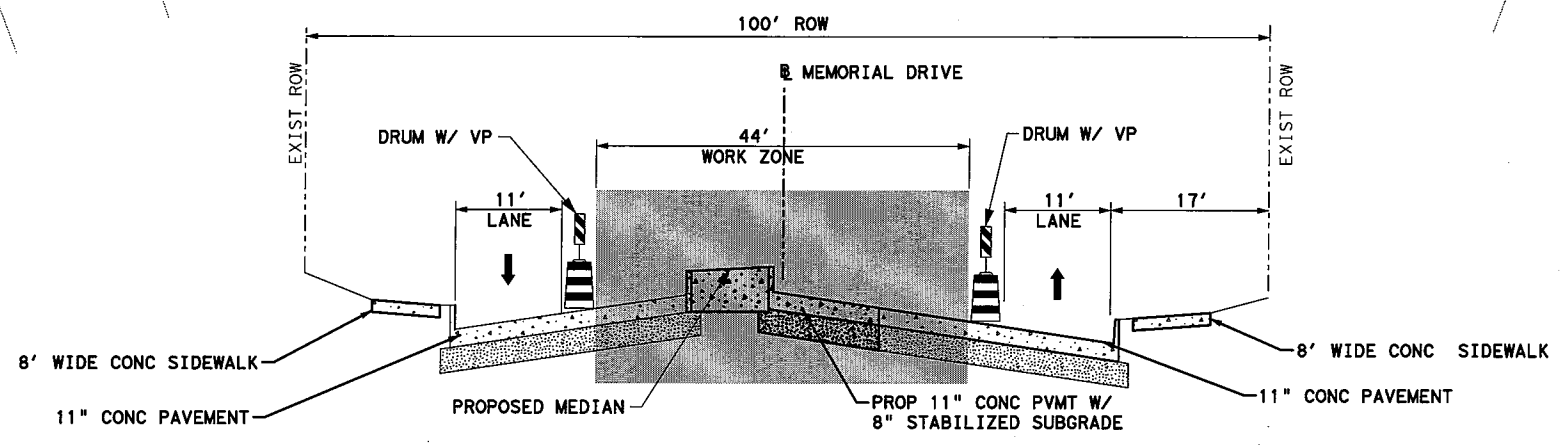 100' ROW
EXIST ROW
℄ MEMORIAL DRIVE
EXIST ROW
DRUM W/ VP
44'
WORK ZONE
DRUM W/ VP
11'
LANE
11'
LANE
17'
8' WIDE CONC SIDEWALK
11" CONC PAVEMENT
PROPOSED MEDIAN
PROP 11" CONC PVMT W/
8" STABILIZED SUBGRADE
8' WIDE CONC SIDEWALK
11" CONC PAVEMENT